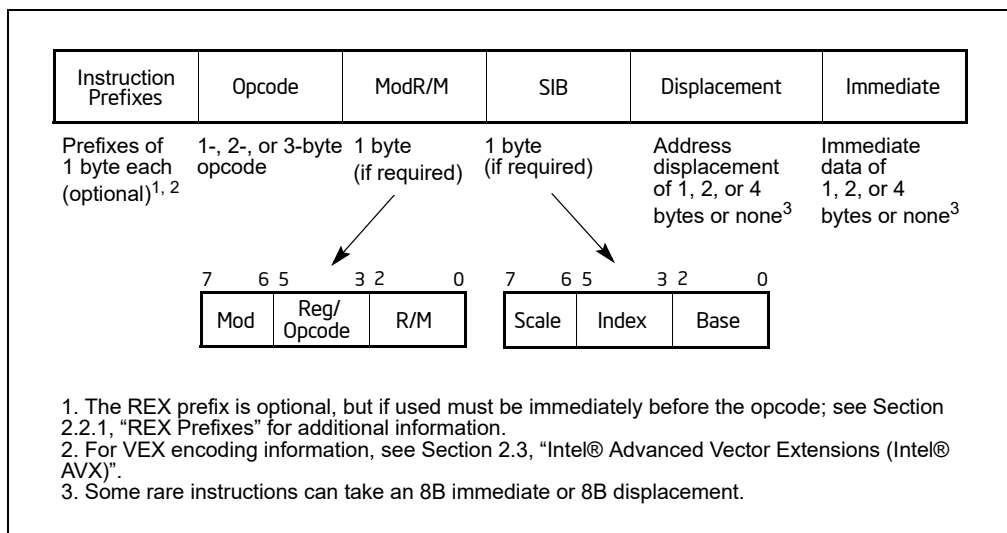 Instruction Prefixes Opcode ModR/M SIB Displacement Immediate
Prefixes of 1 byte each (optional)1, 2
1-, 2-, or 3-byte opcode
1 byte (if required)
1 byte (if required)
Address displacement of 1, 2, or 4 bytes or none3
Immediate data of 1, 2, or 4 bytes or none3
7 6 5 3 2 0
Mod Reg/Opcode R/M
7 6 5 3 2 0
Scale Index Base
1. The REX prefix is optional, but if used must be immediately before the opcode; see Section
2.2.1, “REX Prefixes” for additional information.
2. For VEX encoding information, see Section 2.3, “Intel® Advanced Vector Extensions (Intel®
AVX)”.
3. Some rare instructions can take an 8B immediate or 8B displacement.